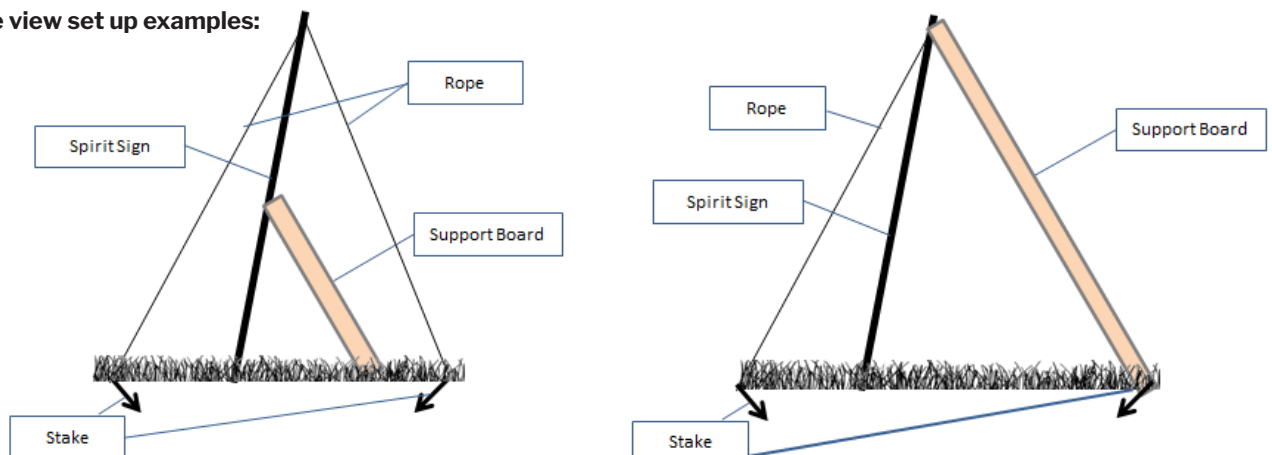 e view set up examples:
Rope
Spirit Sign
Support Board
Stake
Rope
Support Board
Spirit Sign
Stake